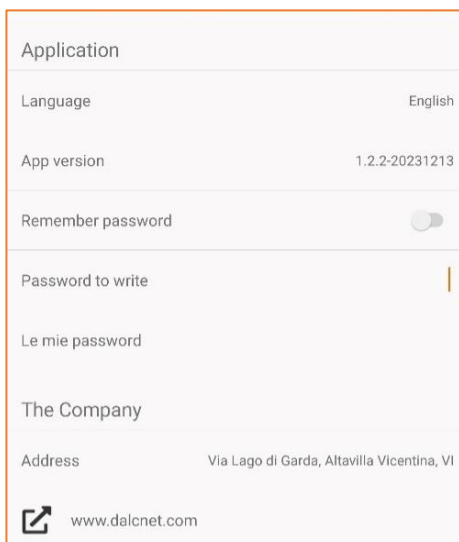 Application
Language English
App version 1.2.2-20231213
Remember password
Password to write
Le mie password
The Company
Address Via Lago di Garda, Altavilla Vicentina, VI
www.dalcnet.com